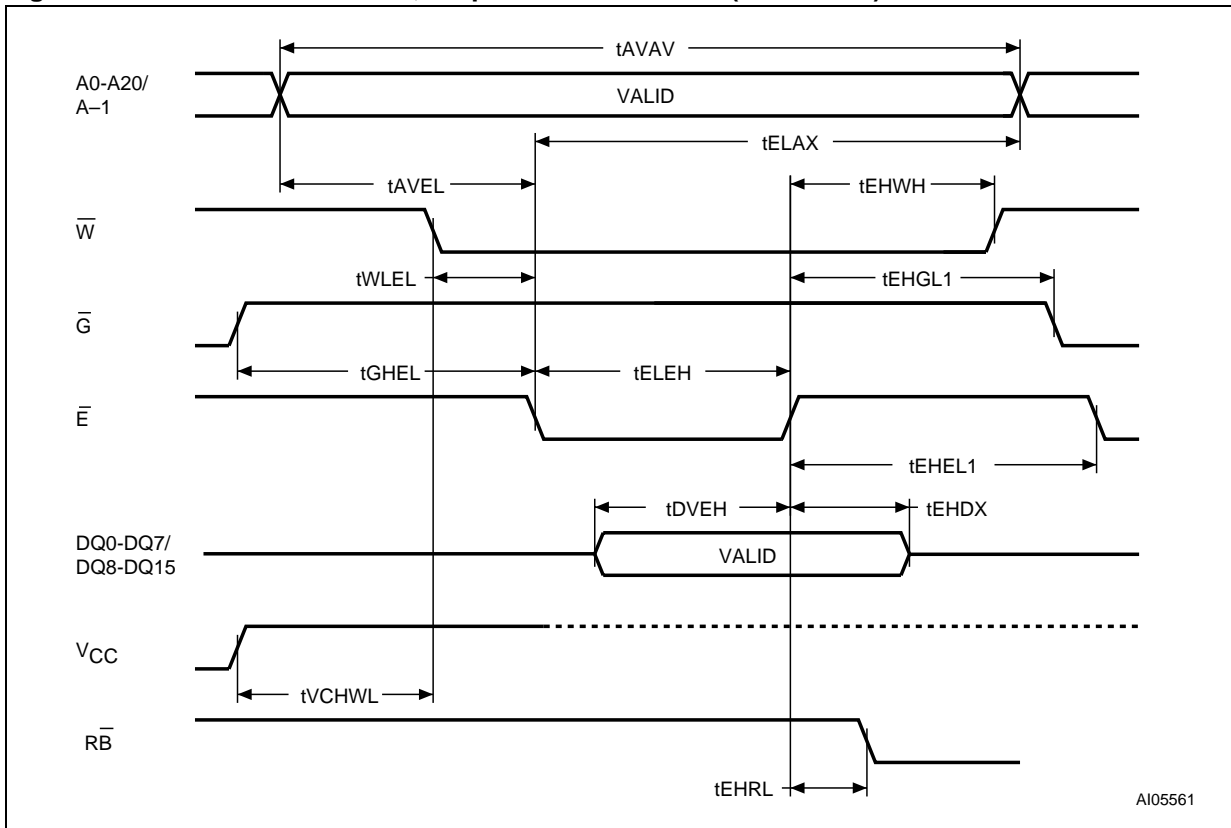 tAVAV
A0-A20/
A–1
VALID
tELAX
tAVEL
tEHWH
W̅
tWLEL
tEHGL1
G̅
tGHEL
tELEH
E̅
tEHEL1
tDVEH
tEHDX
DQ0-DQ7/
DQ8-DQ15
VALID
VCC
tVCHWL
RB̅
tEHRL
AI05561